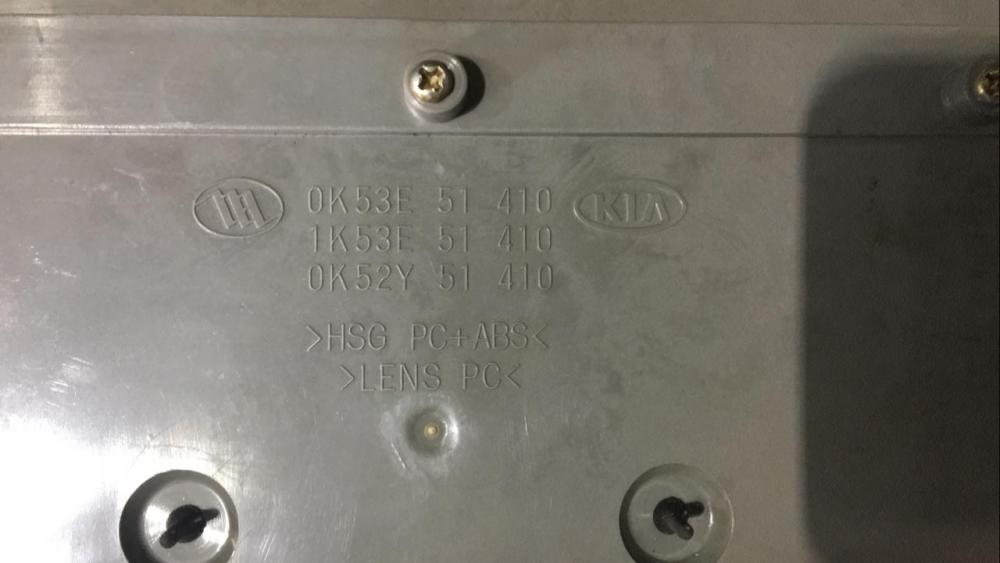 0K53E 51 410
KIA
1K53E 51 410
0K52Y 51 410
>HSG PC+ABS<
>LENS PC<